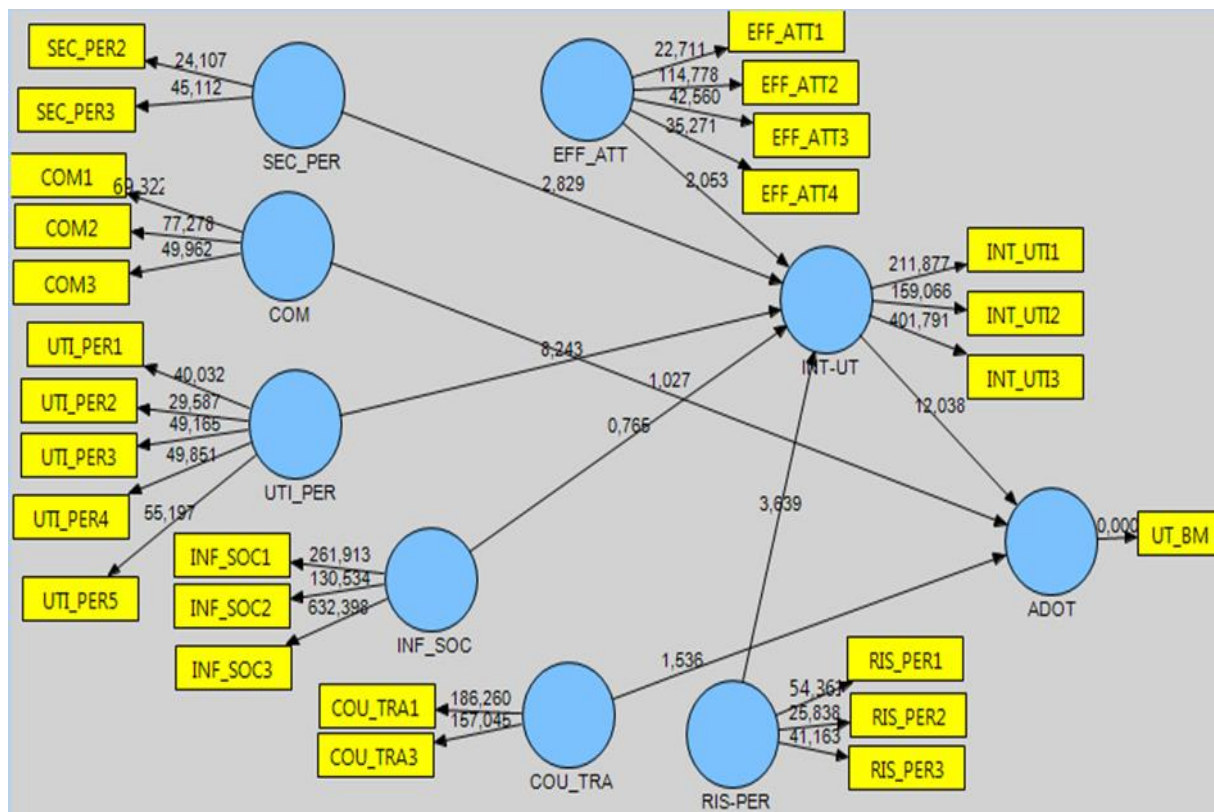 SEC_PER2
24,107
SEC_PER3
45,112
SEC_PER
2,829
EFF_ATT1
22,711
EFF_ATT2
114,778
EFF_ATT3
42,560
EFF_ATT4
35,271
EFF_ATT
2,053
COM1
69,322
COM2
77,278
COM3
49,962
COM
1,027
INT_UTI1
211,877
INT_UTI2
159,066
INT_UTI3
401,791
INT-UT
12,038
UTI_PER1
40,032
UTI_PER2
29,587
UTI_PER3
49,165
UTI_PER4
49,851
UTI_PER5
55,197
UTI_PER
8,243
INF_SOC1
261,913
INF_SOC2
130,534
INF_SOC3
632,398
INF_SOC
0,765
ADOT
0,000
UT_BM
COU_TRA1
186,260
COU_TRA3
157,045
COU_TRA
1,536
RIS_PER1
54,361
RIS_PER2
25,838
RIS_PER3
41,163
RIS-PER
3,639